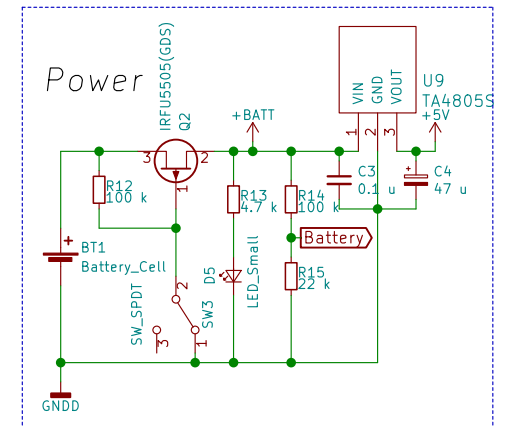 Power
IRFU5505(GDS)
Q2
+BATT
U9
TA4805S
+5V
VIN
GND
VOUT
1
2
3
3
2
1
R12
100 k
R13
4.7 k
R14
100 k
C3
0.1 u
C4
47 u
+
Battery
+
BT1
Battery_Cell
D5
LED_Small
R15
22 k
SW_SPDT
SW3
2
3
1
GNDD